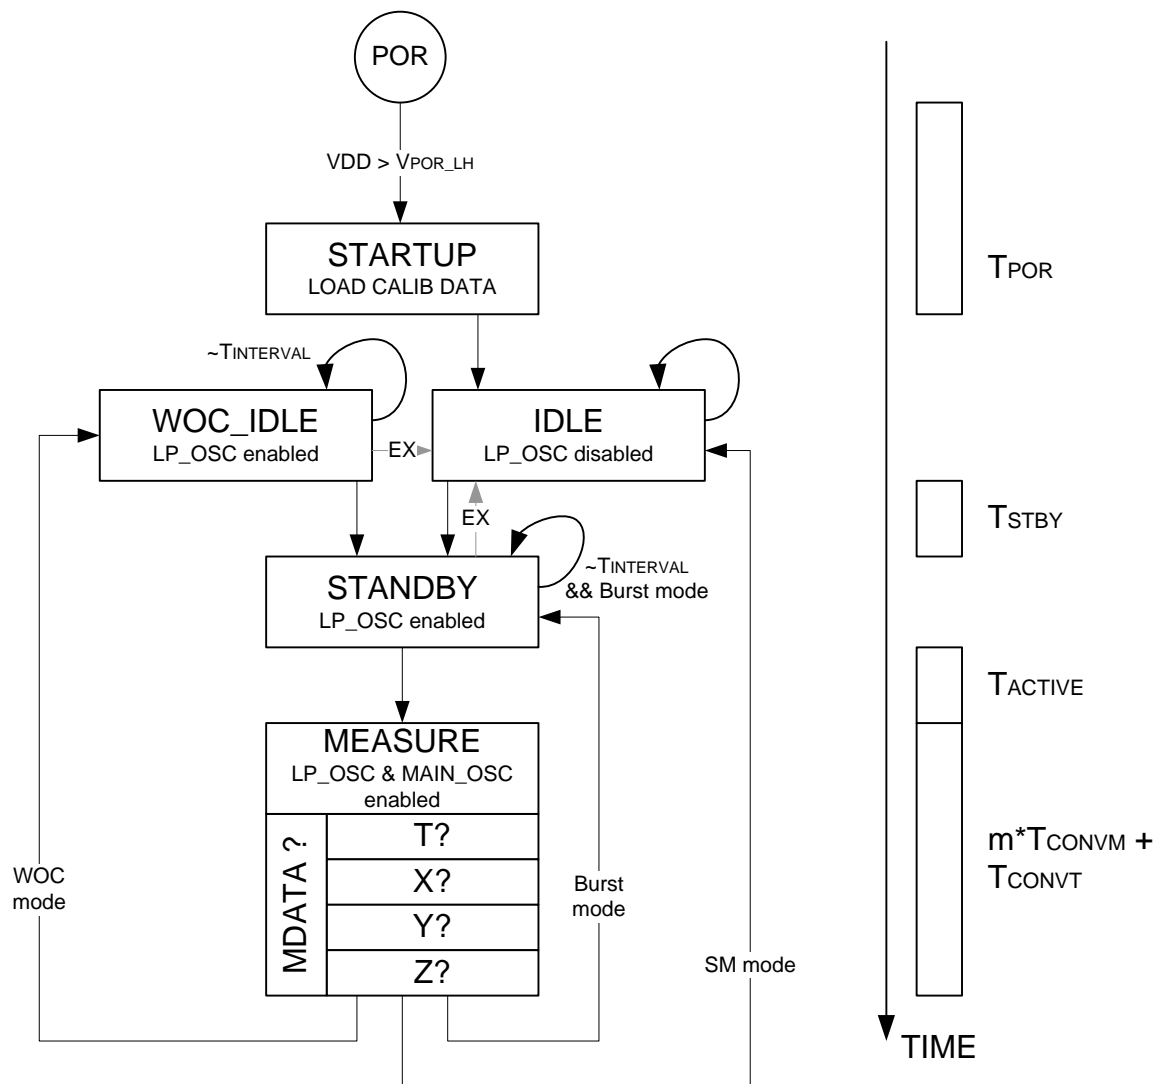 POR
VDD > VPOR_LH
STARTUP
LOAD CALIB DATA
TPOR
~TINTERVAL
WOC_IDLE
LP_OSC enabled
EX
IDLE
LP_OSC disabled
TSTBY
EX
~TINTERVAL
&& Burst mode
STANDBY
LP_OSC enabled
TACTIVE
MEASURE
LP_OSC & MAIN_OSC
enabled
MDATA ?
T?
X?
Y?
Z?
WOC
mode
Burst
mode
SM mode
m*TCONVM +
TCONVT
TIME